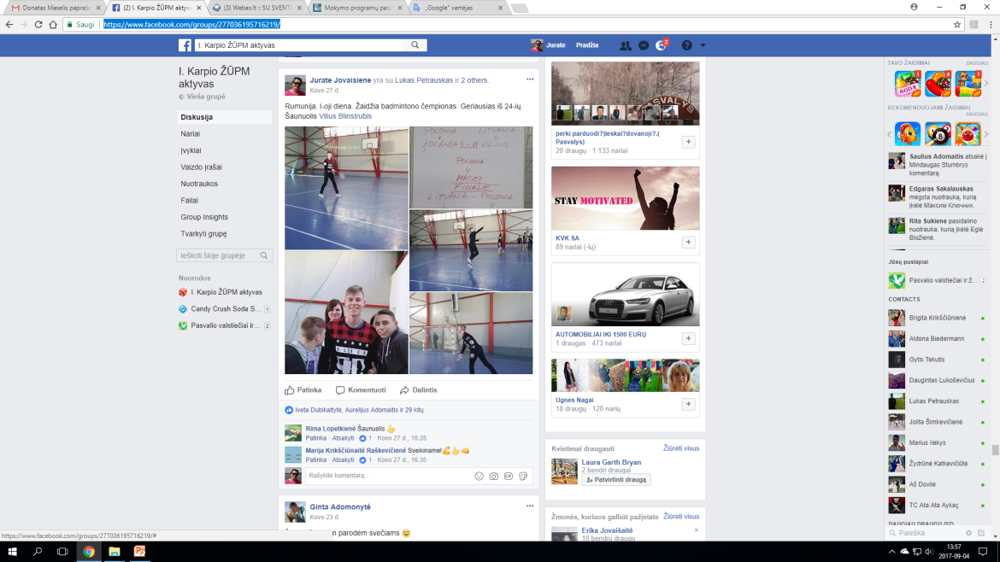 Donatas Maselis paprašė
(2) I. Karpio ŽŪPM aktyva
(3) Webas.lt :: SU SVENTI
Mokymo programų pasi
„Google“ vertėjas
Saugi
https://www.facebook.com/groups/277036195716219/
I. Karpio ŽŪPM aktyvas
Jurate
Pradžia
2
I. Karpio ŽŪPM
aktyvas
Vieša grupė
Diskusija
Nariai
Įvykiai
Vaizdo įrašai
Nuotraukos
Failai
Group Insights
Tvarkyti grupę
Ieškoti šioje grupėje
Nuorodos
I. Karpio ŽŪPM aktyvas
Candy Crush Soda S... 1
Pasvalio valstiečiai ir... 2
Jurate Jovaisiene yra su Lukas Petrauskas ir 2 others.
Kovo 27 d.
Rumunija. I-oji diena. Žaidžia badmintono čempionas. Geriausias iš 24-ių.
Šaunuolis Vilius Blinstrubis
POLONIA LITUANIA
JOLANDA 4-11 VILIUS
POLONIA
MACIEJ
FINALE
LITUANIA - POLONIA
Patinka Komentuoti Dalintis
Iveta Dubikaltytė, Aurelijus Adomaitis ir 29 kitų
Rima Lopetkienė Šaunuolis 👍
Patinka · Atsakyti · 1 · Kovo 27 d., 16:28
Marija Krikščiūnaitė Raškevičienė Sveikiname!💪👍👊
Patinka · Atsakyti · 1 · Kovo 27 d., 16:35
Rašykite komentarą...
Ginta Adomonytė
Kovo 23 d.
n parodėm svečiams 😄
PASVALYS
perki parduodi?)Ieskai?dovanoji?.(
Pasvalys)
20 draugų · 1 133 nariai
STAY MOTIVATED
KVK SA
89 nariai (-ių)
AUTOMOBILIAI IKI 1500 EURŲ
1 draugas · 473 nariai
Ugnes Nagai
18 draugų · 120 narių
Kvietimai draugauti Žiūrėti visus
Laura Garth Bryan
2 bendri draugai
Patvirtinti draugą
Žmonės, kuriuos galbūt pažįstate Žiūrėti visus
Erika Jovaišaitė
10 bendrų draugų
TAVO ŽAIDIMAI DAUGIAU
SODA
REKOMENDUOJAMI ŽAIDIMAI
DAUGIAU
Saulius Adomaitis atsakė į
Mindaugas Stumbrys
komentarą.
Edgaras Sakalauskas
mėgsta nuotrauką, kurią
įkėlė Максим Ключник.
Rita Sukiene pasidalino
nuotrauka, kurią įkėlė Eglė
Bložienė.
Jūsų puslapiai
Pasvalio valstiečiai ir ž... 2
CONTACTS
Brigita Krikščiūnienė
Aldona Biedermann
Gytis Tekutis
Daugintas Lukoševičius
Lukas Petrauskas
Jolita Šimkevičienė
Marius Ilekys
Žydrūnė Katkevičiūtė
Aš Dovilė
TC Ata Ata Aykaç
DAUGIAU DRAUGŲ (57)
Paieška
https://www.facebook.com/groups/277036195716219/#
13:57
2017-09-04